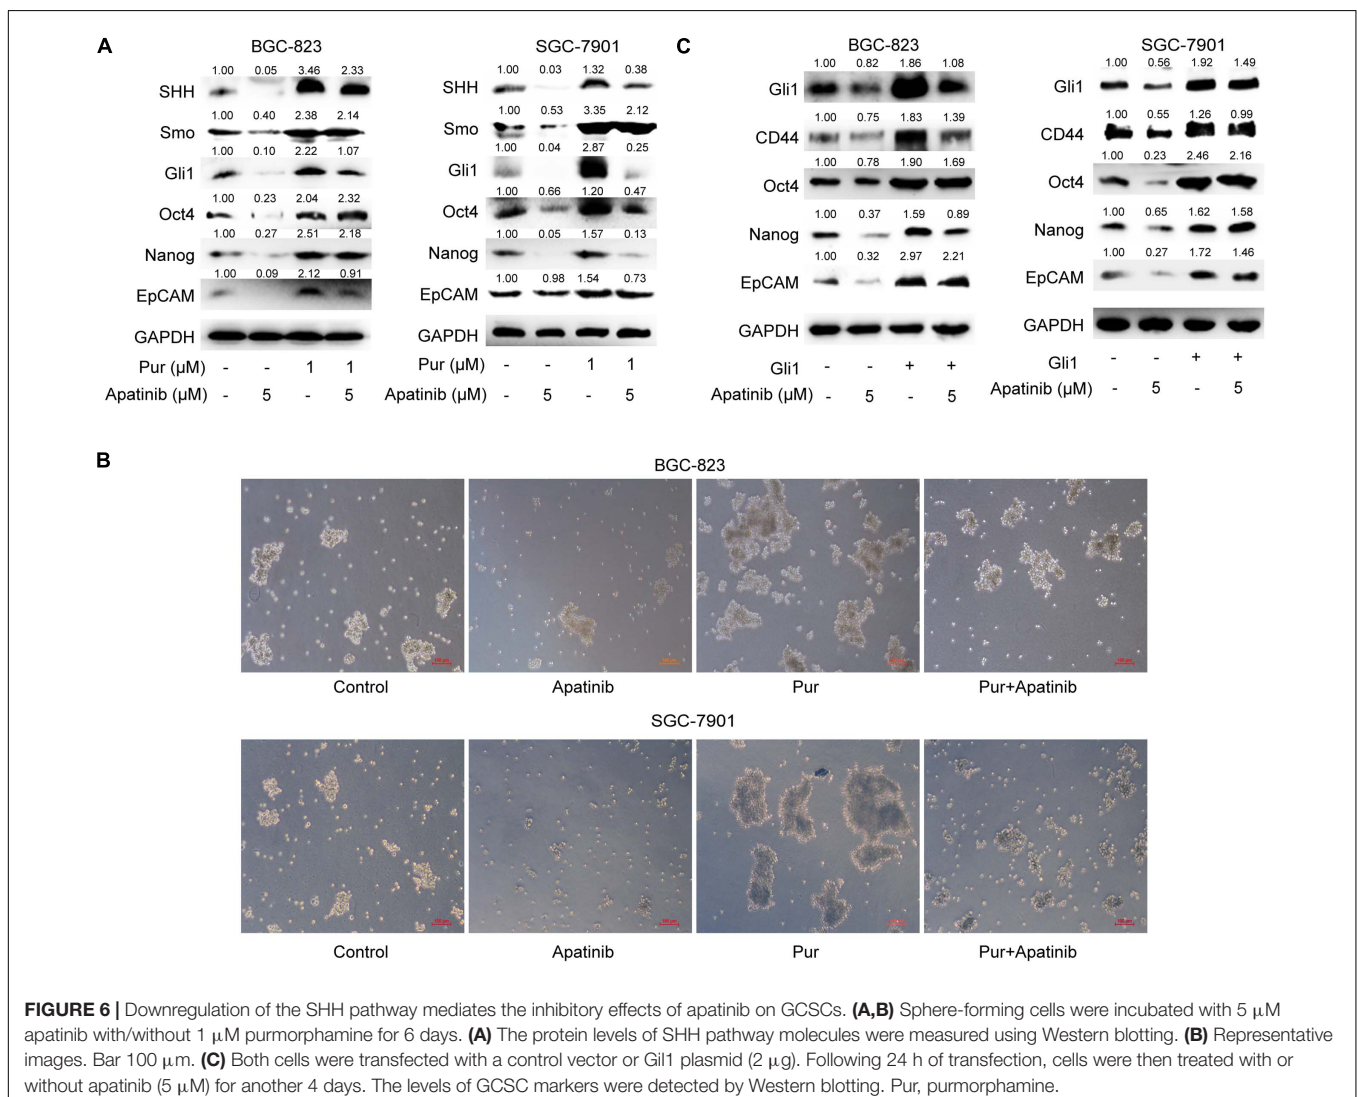 A
BGC-823
1.00 0.05 3.46 2.33
SHH
1.00 0.40 2.38 2.14
Smo
1.00 0.10 2.22 1.07
Gli1
1.00 0.23 2.04 2.32
Oct4
1.00 0.27 2.51 2.18
Nanog
1.00 0.09 2.12 0.91
EpCAM
GAPDH
Pur (μM) - - 1 1
Apatinib (μM) - 5 - 5
SGC-7901
1.00 0.03 1.32 0.38
SHH
1.00 0.53 3.35 2.12
Smo
1.00 0.04 2.87 0.25
Gli1
1.00 0.66 1.20 0.47
Oct4
1.00 0.05 1.57 0.13
Nanog
1.00 0.98 1.54 0.73
EpCAM
GAPDH
Pur (μM) - - 1 1
Apatinib (μM) - 5 - 5
C
BGC-823
1.00 0.82 1.86 1.08
Gli1
1.00 0.75 1.83 1.39
CD44
1.00 0.78 1.90 1.69
Oct4
1.00 0.37 1.59 0.89
Nanog
1.00 0.32 2.97 2.21
EpCAM
GAPDH
Gli1 - - + +
Apatinib (μM) - 5 - 5
SGC-7901
1.00 0.56 1.92 1.49
Gli1
1.00 0.55 1.26 0.99
CD44
1.00 0.23 2.46 2.16
Oct4
1.00 0.65 1.62 1.58
Nanog
1.00 0.27 1.72 1.46
EpCAM
GAPDH
Gli1 - - + +
Apatinib (μM) - 5 - 5
B
BGC-823
100 μm 100 μm 100 μm 100 μm
Control Apatinib Pur Pur+Apatinib
SGC-7901
100 μm 100 μm 100 μm 100 μm
Control Apatinib Pur Pur+Apatinib
FIGURE 6 | Downregulation of the SHH pathway mediates the inhibitory effects of apatinib on GCSCs. (A,B) Sphere-forming cells were incubated with 5 μM
apatinib with/without 1 μM purmorphamine for 6 days. (A) The protein levels of SHH pathway molecules were measured using Western blotting. (B) Representative
images. Bar 100 μm. (C) Both cells were transfected with a control vector or Gil1 plasmid (2 μg). Following 24 h of transfection, cells were then treated with or
without apatinib (5 μM) for another 4 days. The levels of GCSC markers were detected by Western blotting. Pur, purmorphamine.